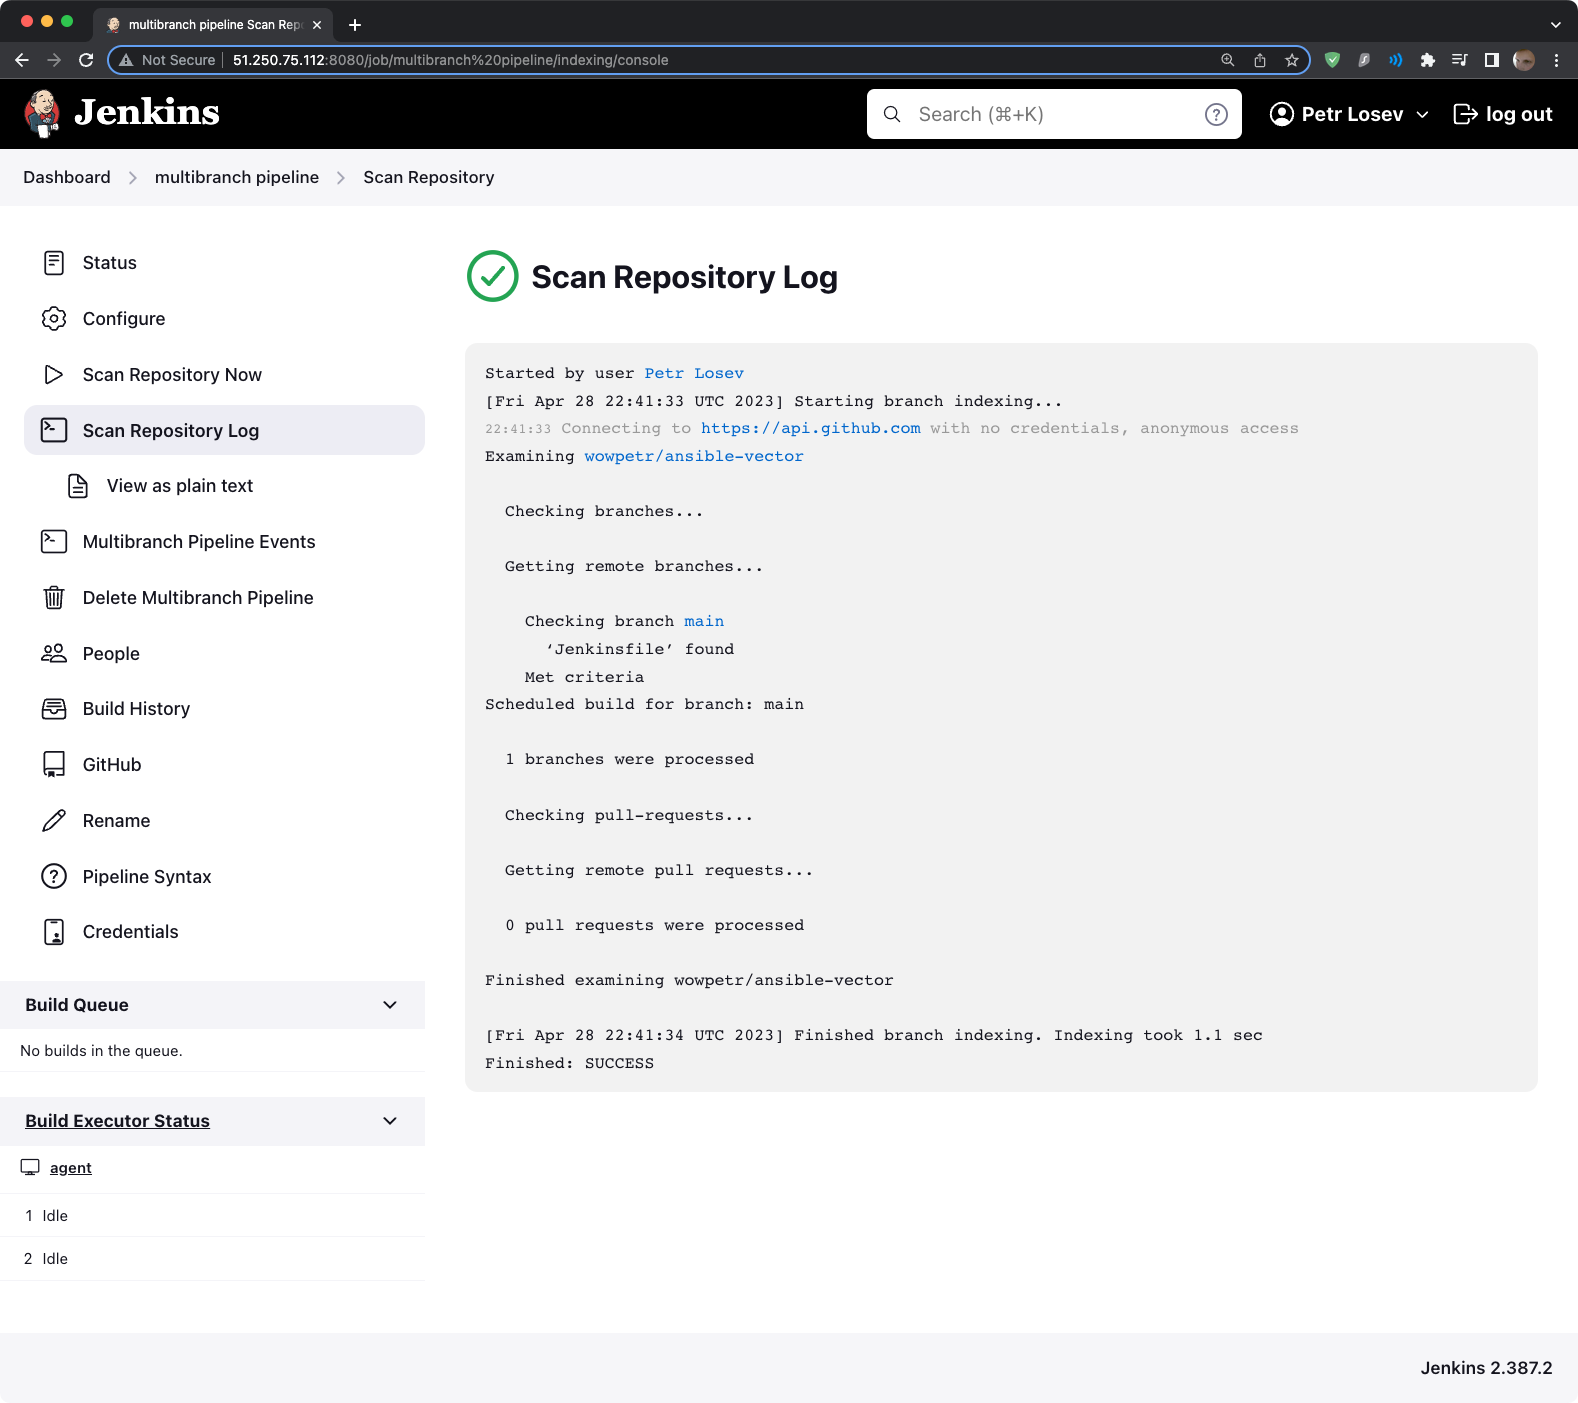 multibranch pipeline Scan Repo
Not Secure 51.250.75.112:8080/job/multibranch%20pipeline/indexing/console
Jenkins
Search (⌘+K)
Petr Losev
log out
Dashboard
multibranch pipeline
Scan Repository
Status
Configure
Scan Repository Now
Scan Repository Log
View as plain text
Multibranch Pipeline Events
Delete Multibranch Pipeline
People
Build History
GitHub
Rename
Pipeline Syntax
Credentials
Build Queue
No builds in the queue.
Build Executor Status
agent
1 Idle
2 Idle
Scan Repository Log
Started by user Petr Losev
[Fri Apr 28 22:41:33 UTC 2023] Starting branch indexing...
22:41:33 Connecting to https://api.github.com with no credentials, anonymous access
Examining wowpetr/ansible-vector
Checking branches...
Getting remote branches...
Checking branch main
‘Jenkinsfile’ found
Met criteria
Scheduled build for branch: main
1 branches were processed
Checking pull-requests...
Getting remote pull requests...
0 pull requests were processed
Finished examining wowpetr/ansible-vector
[Fri Apr 28 22:41:34 UTC 2023] Finished branch indexing. Indexing took 1.1 sec
Finished: SUCCESS
Jenkins 2.387.2